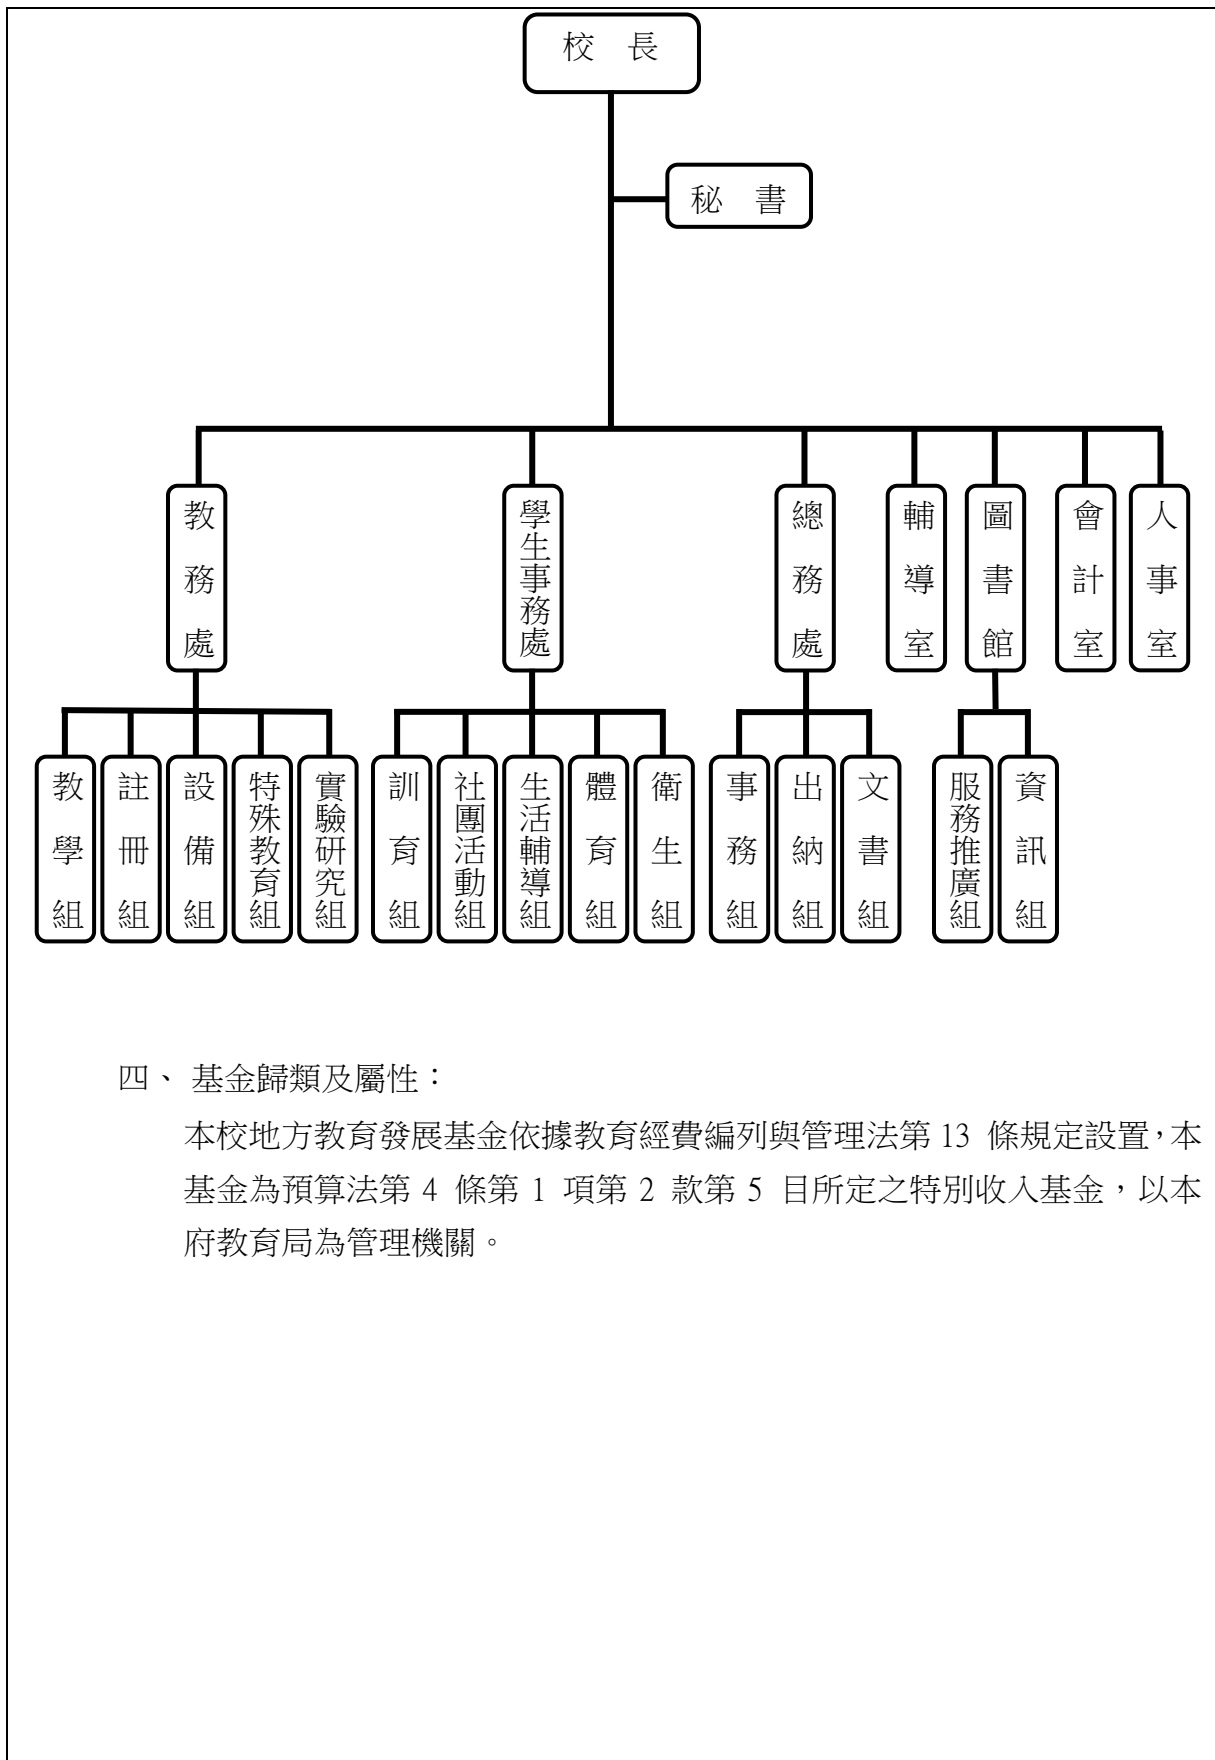 校 長
秘 書
教務處
學生事務處
總務處
輔導室
圖書館
會計室
人事室
教學組
註冊組
設備組
特殊教育組
實驗研究組
訓育組
社團活動組
生活輔導組
體育組
衛生組
事務組
出納組
文書組
服務推廣組
資訊組
四、 基金歸類及屬性：
本校地方教育發展基金依據教育經費編列與管理法第 13 條規定設置，本
基金為預算法第 4 條第 1 項第 2 款第 5 目所定之特別收入基金，以本
府教育局為管理機關。